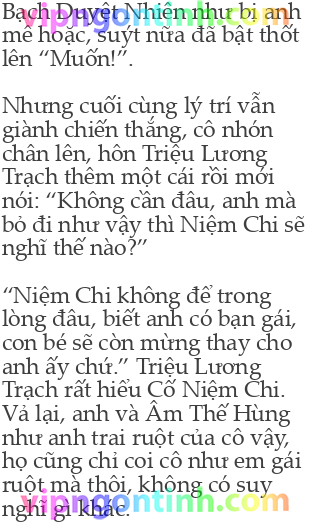 Bạch Duyệt Nhiên như bị anh
mê hoặc, suýt nữa đã bật thốt
lên “Muốn!”.
Nhưng cuối cùng lý trí vẫn
giành chiến thắng, cô nhón
chân lên, hôn Triệu Lương
Trạch thêm một cái rồi mới
nói: “Không cần đâu, anh mà
bỏ đi như vậy thì Niệm Chi sẽ
nghĩ thế nào?”
“Niệm Chi không để trong
lòng đâu, biết anh có bạn gái,
con bé sẽ còn mừng thay cho
anh ấy chứ.” Triệu Lương
Trạch rất hiểu Cố Niệm Chi.
Vả lại, anh và Âm Thế Hùng
như anh trai ruột của cô vậy,
họ cũng chỉ coi cô như em gái
ruột mà thôi, không có suy
nghĩ gì khác.
vipngontinh.com
vipngontinh.com